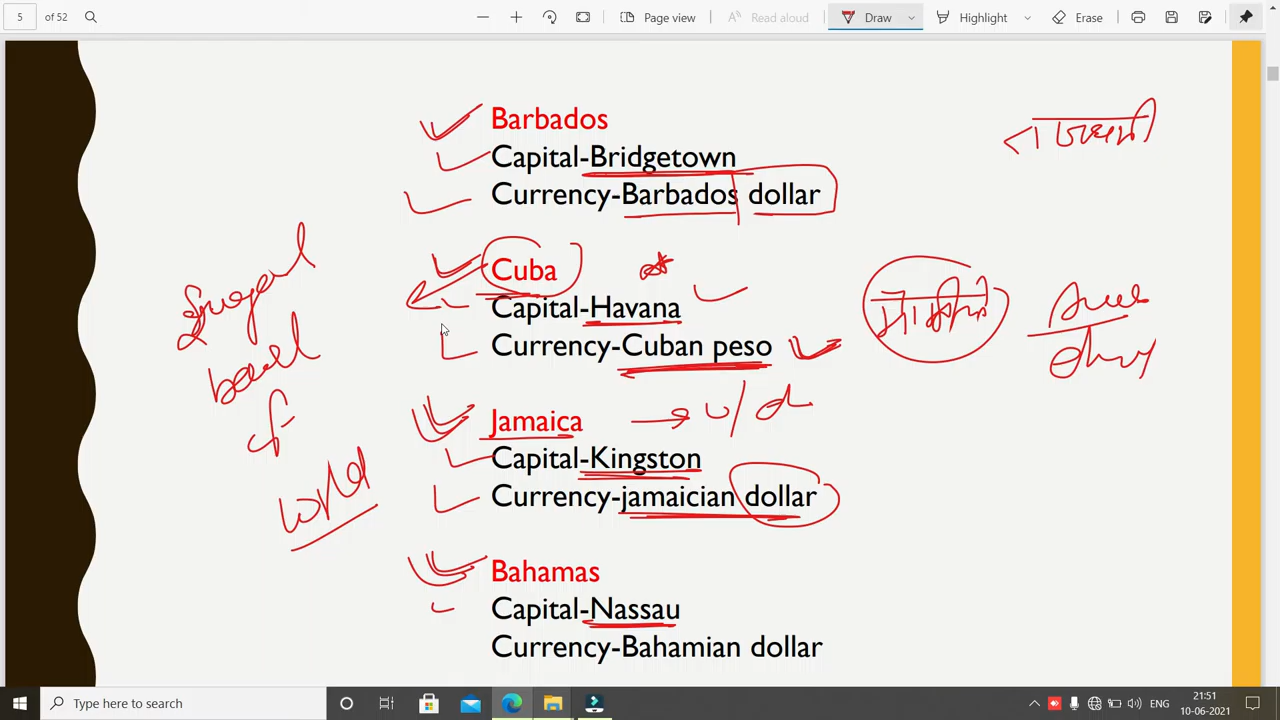 5 of 52
Page view
Read aloud
Draw
Highlight
Erase
Barbados
Capital-Bridgetown
Currency-Barbados dollar
Cuba
Capital-Havana
Currency-Cuban peso
Jamaica
Capital-Kingston
Currency-jamaician dollar
Bahamas
Capital-Nassau
Currency-Bahamian dollar
of
world
Type here to search
ENG
21:51
10-06-2021